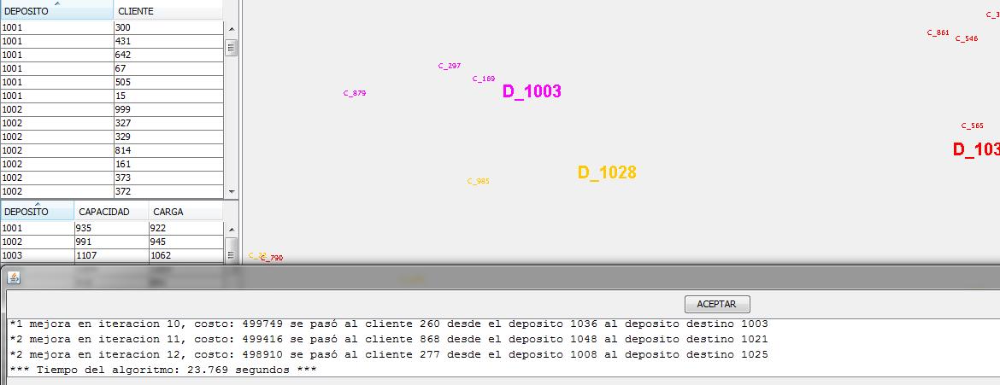 DEPOSITO CLIENTE
1001 300
1001 431
1001 642
1001 67
1001 505
1001 15
1002 999
1002 327
1002 329
1002 814
1002 161
1002 373
1002 372
DEPOSITO CAPACIDAD CARGA
1001 935 922
1002 991 945
1003 1107 1062
C_861
C_546
C_297
C_169
C_879
D_1003
C_565
D_103
D_1028
C_985
C_790
ACEPTAR
*1 mejora en iteracion 10, costo: 499749 se pasó al cliente 260 desde el deposito 1036 al deposito destino 1003
*2 mejora en iteracion 11, costo: 499416 se pasó al cliente 868 desde el deposito 1048 al deposito destino 1021
*2 mejora en iteracion 12, costo: 498910 se pasó al cliente 277 desde el deposito 1008 al deposito destino 1025
*** Tiempo del algoritmo: 23.769 segundos ***